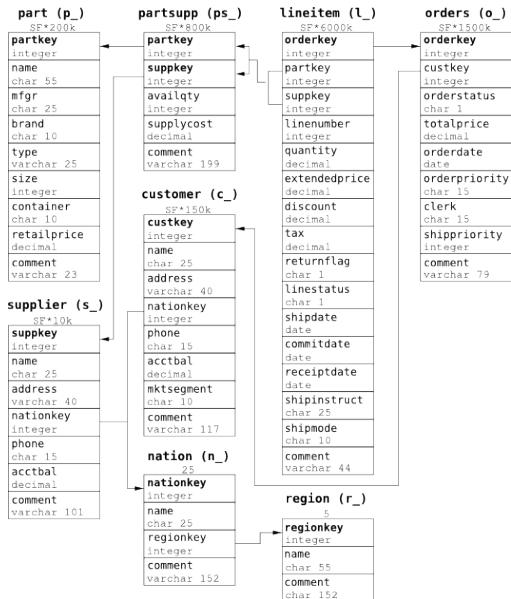 part (p_)
SF*200k
partkey
integer
name
char 55
mfgr
char 25
brand
char 10
type
varchar 25
size
integer
container
char 10
retailprice
decimal
comment
varchar 23
partsupp (ps_)
SF*800k
partkey
integer
suppkey
integer
availqty
integer
supplycost
decimal
comment
varchar 199
lineitem (l_)
SF*6000k
orderkey
integer
partkey
integer
suppkey
integer
linenumber
integer
quantity
decimal
extendedprice
decimal
discount
decimal
tax
decimal
returnflag
char 1
linestatus
char 1
shipdate
date
commitdate
date
receiptdate
date
shipinstruct
char 25
shipmode
char 10
comment
varchar 44
orders (o_)
SF*1500k
orderkey
integer
custkey
integer
orderstatus
char 1
totalprice
decimal
orderdate
date
orderpriority
char 15
clerk
char 15
shippriority
integer
comment
varchar 79
customer (c_)
SF*150k
custkey
integer
name
char 25
address
varchar 40
nationkey
integer
phone
char 15
acctbal
decimal
mktsegment
char 10
comment
varchar 117
supplier (s_)
SF*10k
suppkey
integer
name
char 25
address
varchar 40
nationkey
integer
phone
char 15
acctbal
decimal
comment
varchar 101
nation (n_)
25
nationkey
integer
name
char 25
regionkey
integer
comment
varchar 152
region (r_)
5
regionkey
integer
name
char 55
comment
char 152